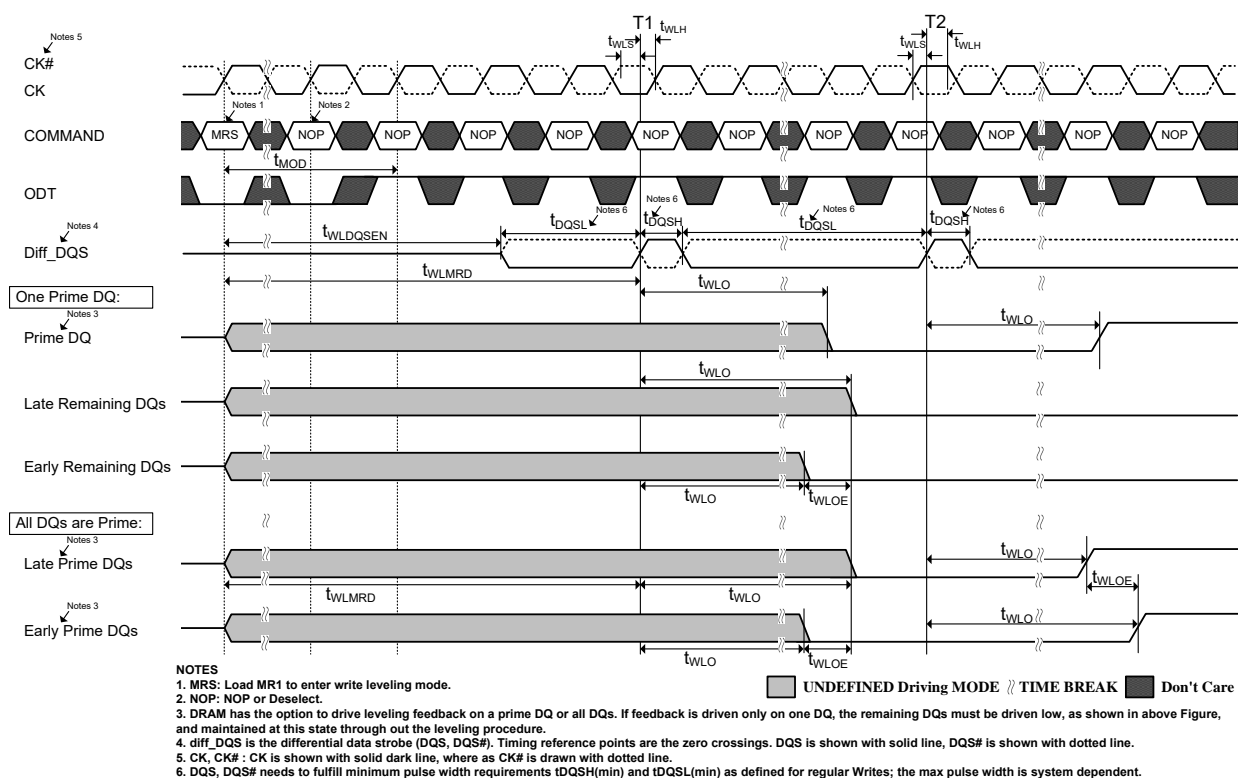 T1 T2
Notes 5 tWLS tWLH tWLS tWLH
CK#
CK
Notes 1 Notes 2
COMMAND MRS NOP NOP NOP NOP NOP NOP NOP NOP NOP NOP NOP
tMOD
ODT
Notes 4 tDQSL Notes 6 tDQSH Notes 6 tDQSL Notes 6 tDQSH Notes 6
tWLDQSEN
Diff_DQS
tWLMRD
tWLO
One Prime DQ:
Notes 3
Prime DQ
tWLO
tWLO
Late Remaining DQs
Early Remaining DQs
tWLO tWLOE
All DQs are Prime:
Notes 3
Late Prime DQs
tWLO
tWLMRD tWLO tWLOE
Notes 3
Early Prime DQs
tWLO
tWLO tWLOE
NOTES
1. MRS: Load MR1 to enter write leveling mode.
2. NOP: NOP or Deselect.
UNDEFINED Driving MODE TIME BREAK Don't Care
3. DRAM has the option to drive leveling feedback on a prime DQ or all DQs. If feedback is driven only on one DQ, the remaining DQs must be driven low, as shown in above Figure,
and maintained at this state through out the leveling procedure.
4. diff_DQS is the differential data strobe (DQS, DQS#). Timing reference points are the zero crossings. DQS is shown with solid line, DQS# is shown with dotted line.
5. CK, CK# : CK is shown with solid dark line, where as CK# is drawn with dotted line.
6. DQS, DQS# needs to fulfill minimum pulse width requirements tDQSH(min) and tDQSL(min) as defined for regular Writes; the max pulse width is system dependent.